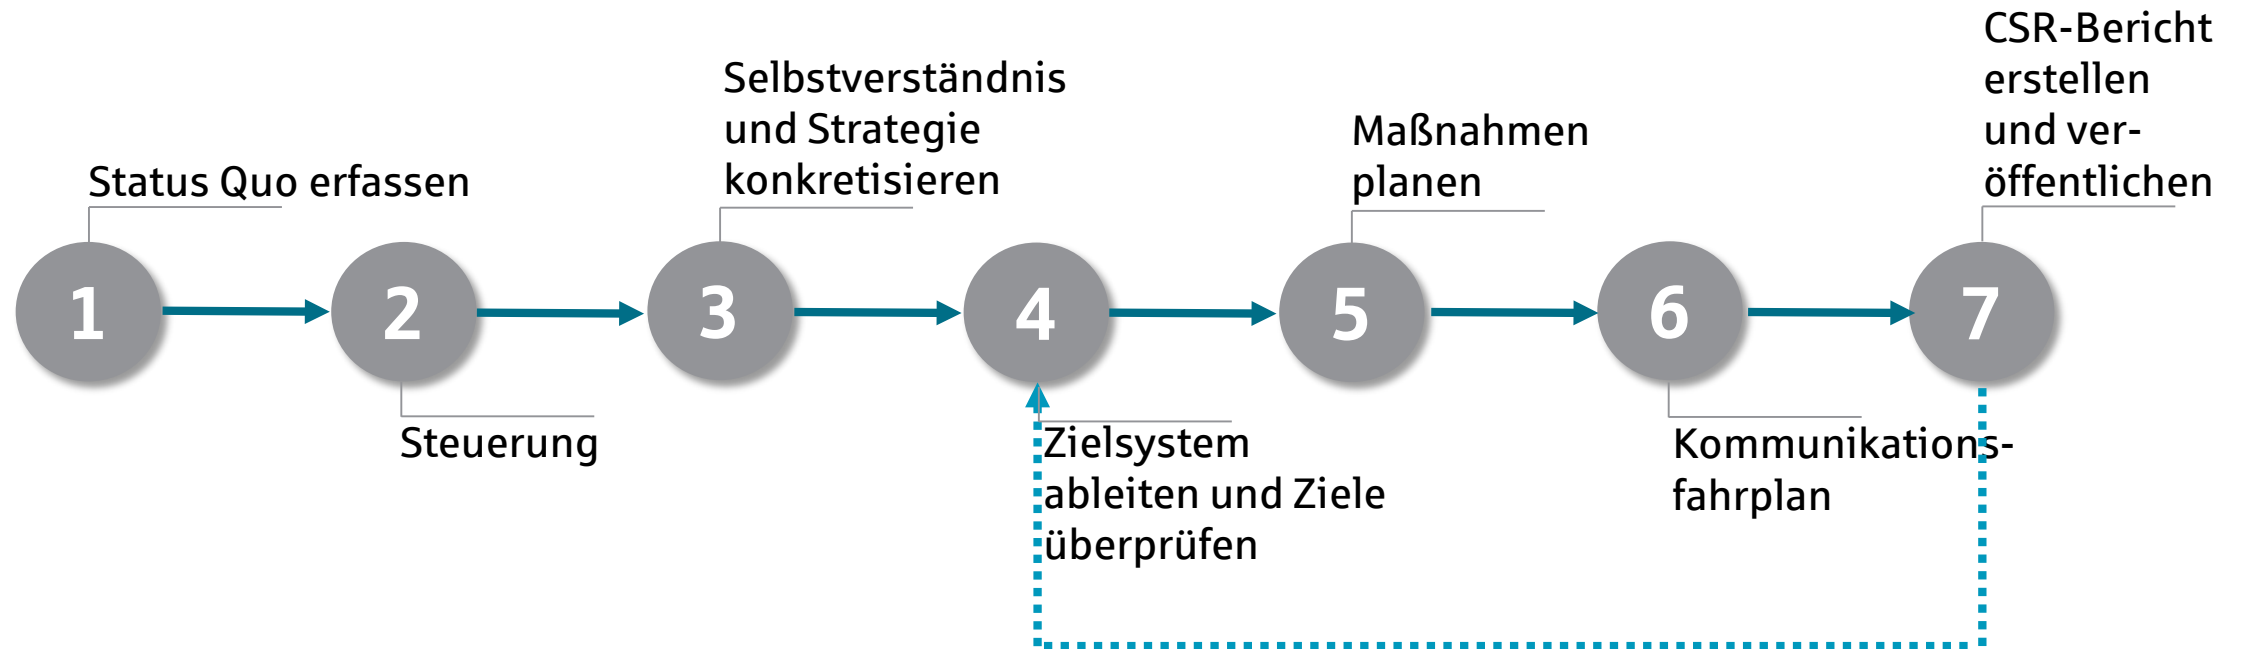 Status Quo erfassen
1
2
Steuerung
Selbstverständnis
und Strategie
konkretisieren
3
4
Zielsystem
ableiten und Ziele
überprüfen
Maßnahmen
planen
5
6
Kommunikations-
fahrplan
CSR-Bericht
erstellen
und ver-
öffentlichen
7